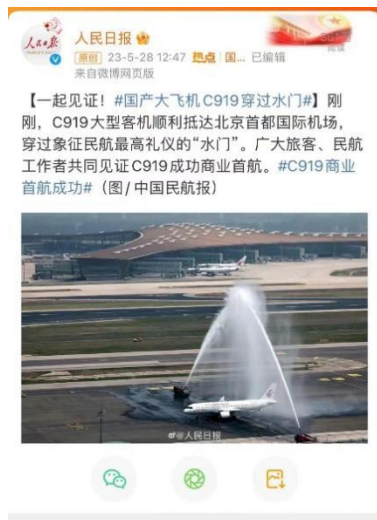 人民日报
人民日报
原创 23-5-28 12:47 热点 国... 已编辑
来自微博网页版
【一起见证！#国产大飞机C919穿过水门#】刚
刚，C919大型客机顺利抵达北京首都国际机场，
穿过象征民航最高礼仪的“水门”。广大旅客、民航
工作者共同见证C919成功商业首航。#C919商业
首航成功#（图/中国民航报）
@人民日报